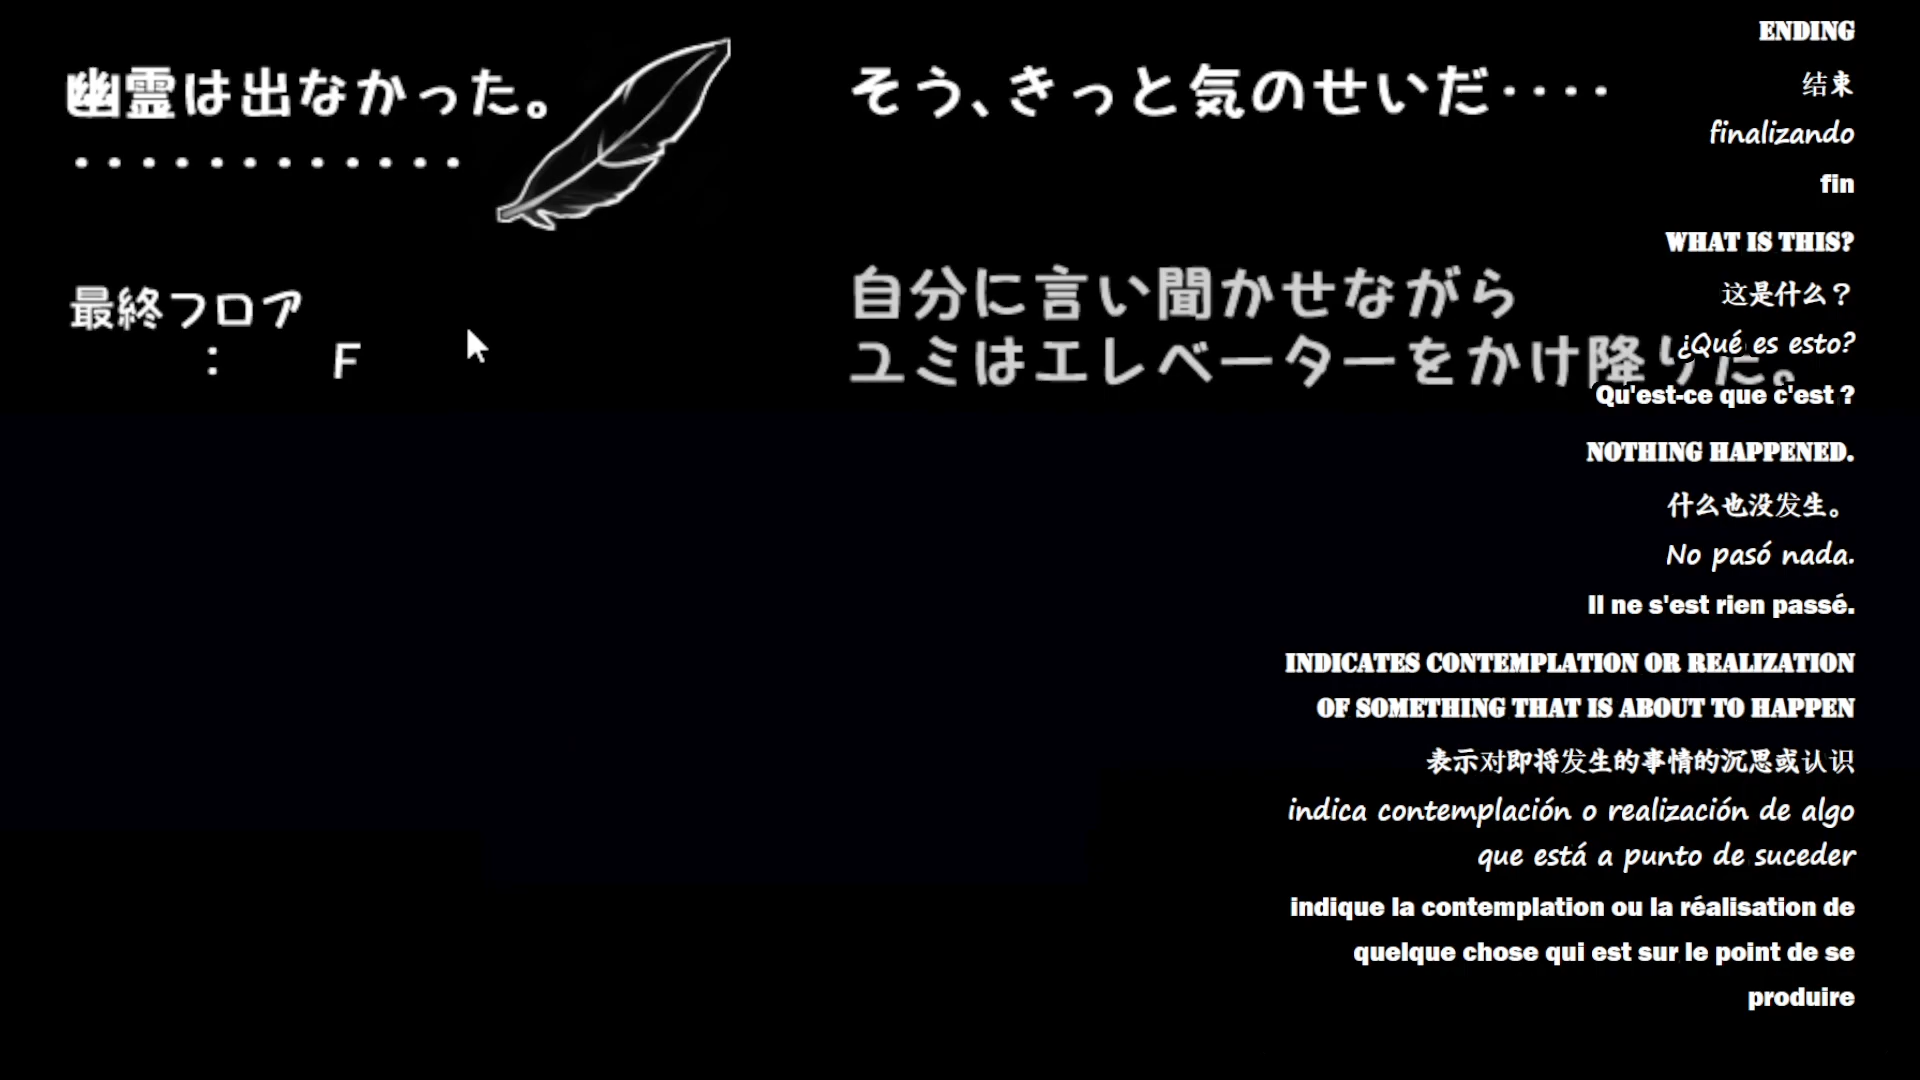 幽霊は出なかった。
・・・・・・・・・・・・
最終フロア
: F
そう、きっと気のせいだ・・・・
自分に言い聞かせながら
ユミはエレベーターをかけ降りた。
ENDING
结束
finalizando
fin
WHAT IS THIS?
这是什么？
¿Qué es esto?
Qu'est-ce que c'est ?
NOTHING HAPPENED.
什么也没发生。
No pasó nada.
Il ne s'est rien passé.
INDICATES CONTEMPLATION OR REALIZATION
OF SOMETHING THAT IS ABOUT TO HAPPEN
表示对即将发生的事情的沉思或认识
indica contemplación o realización de algo
que está a punto de suceder
indique la contemplation ou la réalisation de
quelque chose qui est sur le point de se
produire